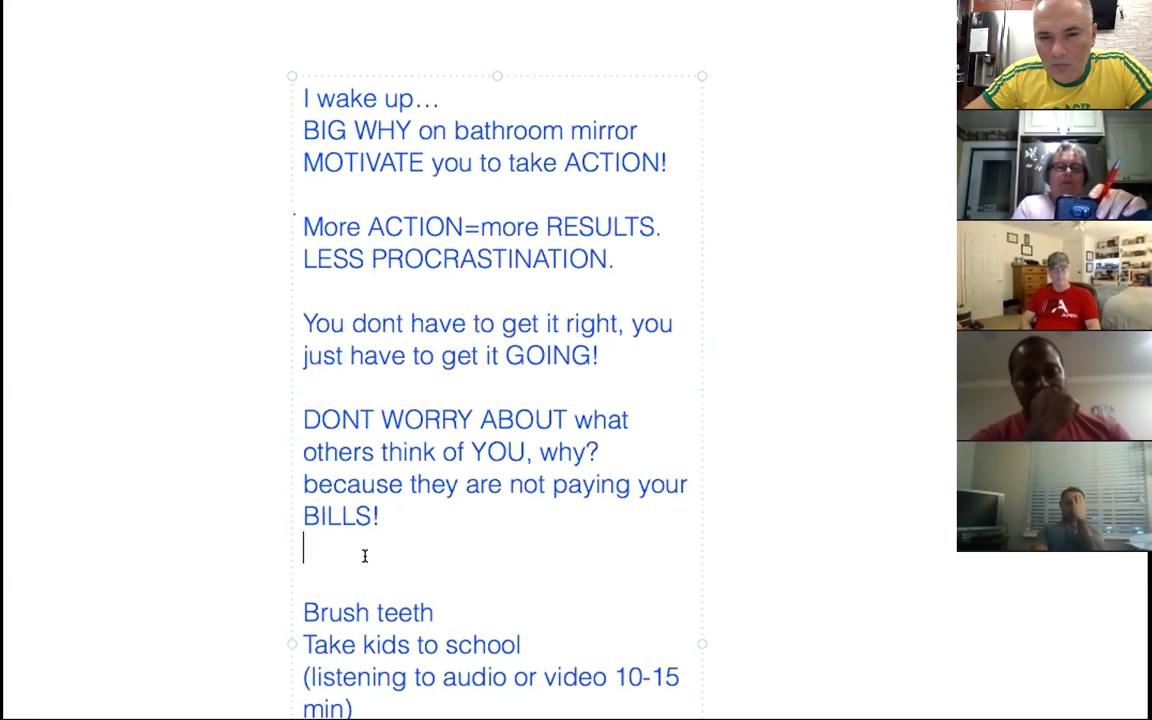 I wake up…
BIG WHY on bathroom mirror
MOTIVATE you to take ACTION!
More ACTION=more RESULTS.
LESS PROCRASTINATION.
You dont have to get it right, you
just have to get it GOING!
DONT WORRY ABOUT what
others think of YOU, why?
because they are not paying your
BILLS!
Brush teeth
Take kids to school
(listening to audio or video 10-15
min)